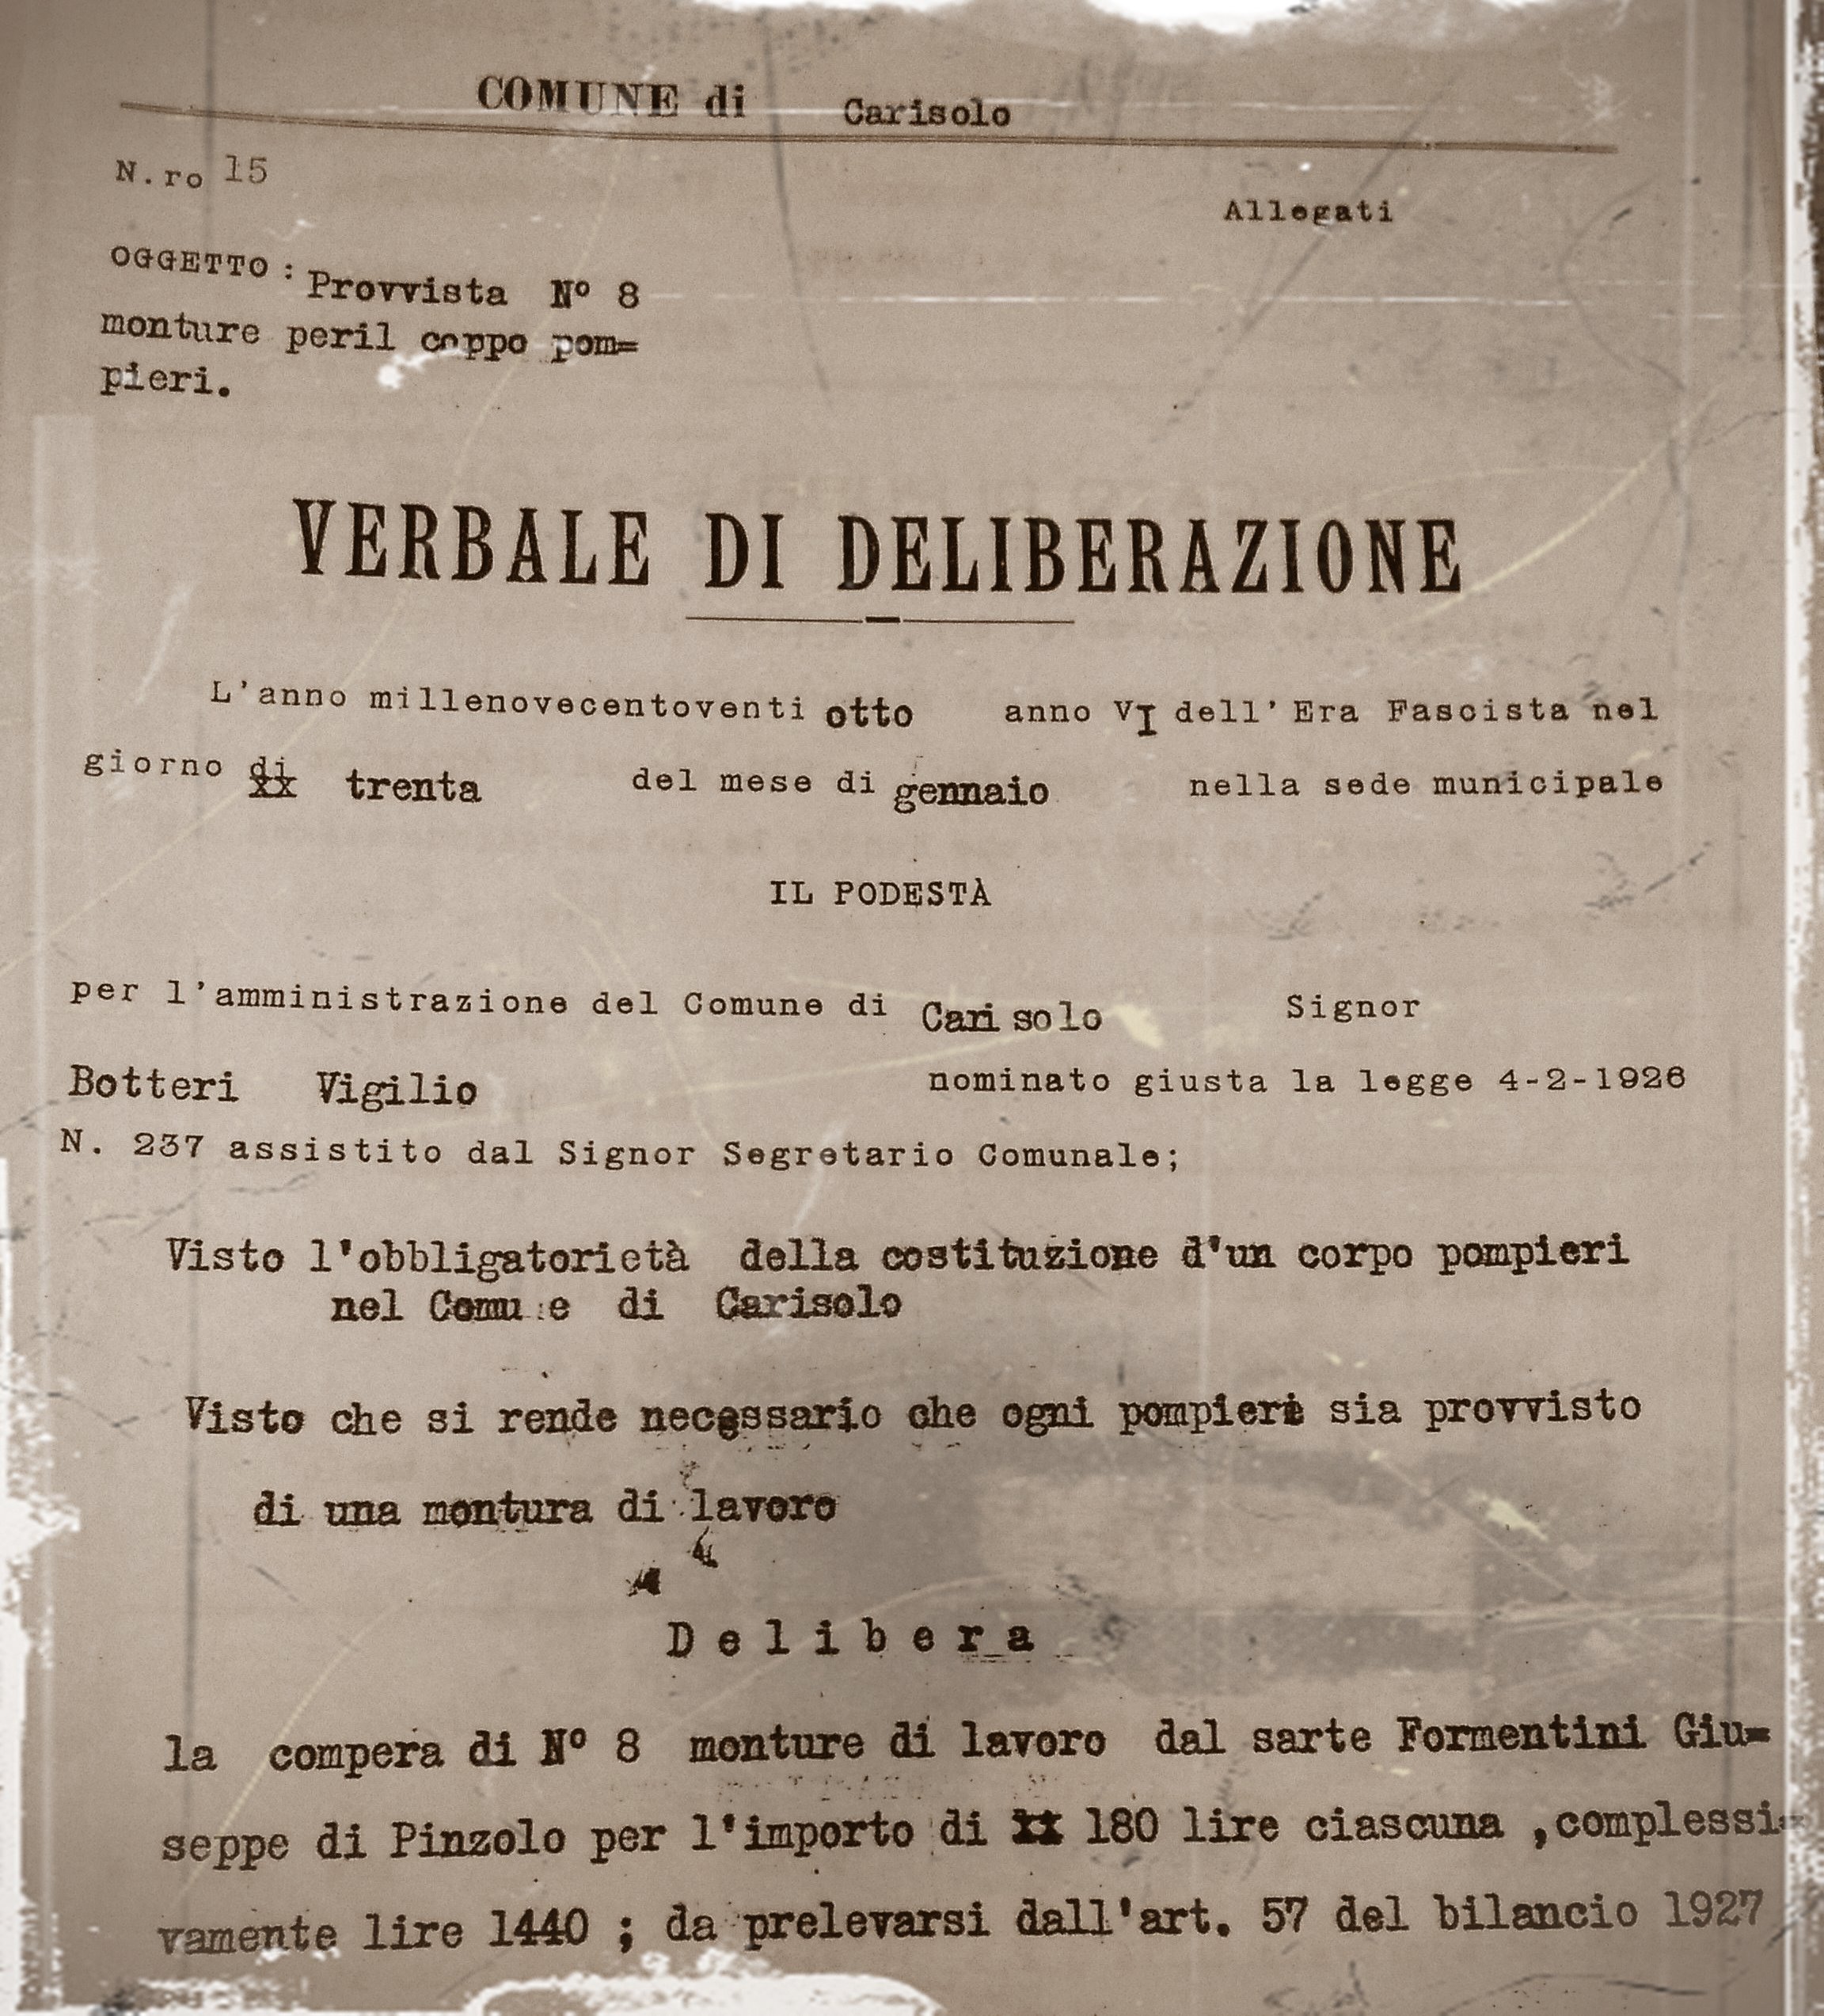 COMUNE di Carisolo
N.ro 15
Allegati
OGGETTO: Provvista Nº 8
monture peril coppo pom=
pieri.
VERBALE DI DELIBERAZIONE
L'anno millenovecentoventi otto anno VI dell'Era Fascista nel
giorno di trenta del mese di gennaio nella sede municipale
IL PODESTÀ
per l'amministrazione del Comune di Carisolo Signor
Botteri Vigilio nominato giusta la legge 4-2-1926
N. 237 assistito dal Signor Segretario Comunale;
Visto l'obbligatorietà della costituzione d'un corpo pompieri
nel Comu e di Carisolo
Visto che si rende necessario che ogni pompiere sia provvisto
di una montura di lavoro
Delibera
la compera di Nº 8 monture di lavoro dal sarte Formentini Giu=
seppe di Pinzolo per l'importo di 180 lire ciascuna ,complessi=
vamente lire 1440 ; da prelevarsi dall'art. 57 del bilancio 1927